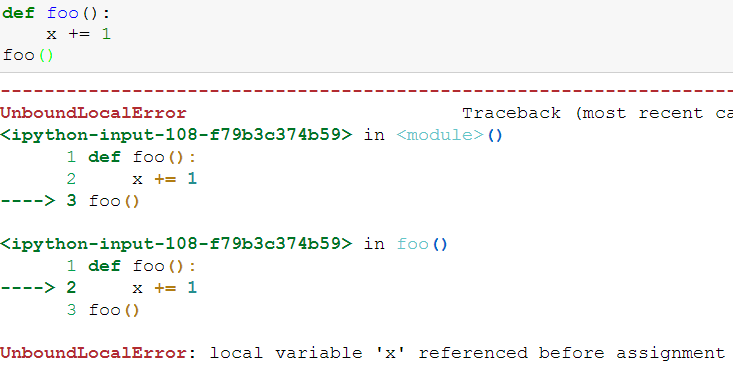 def foo():
    x += 1
foo()
---------------------------------------------------------------------------
UnboundLocalError                         Traceback (most recent ca
<ipython-input-108-f79b3c374b59> in <module>()
      1 def foo():
      2     x += 1
----> 3 foo()

<ipython-input-108-f79b3c374b59> in foo()
      1 def foo():
----> 2     x += 1
      3 foo()

UnboundLocalError: local variable 'x' referenced before assignment